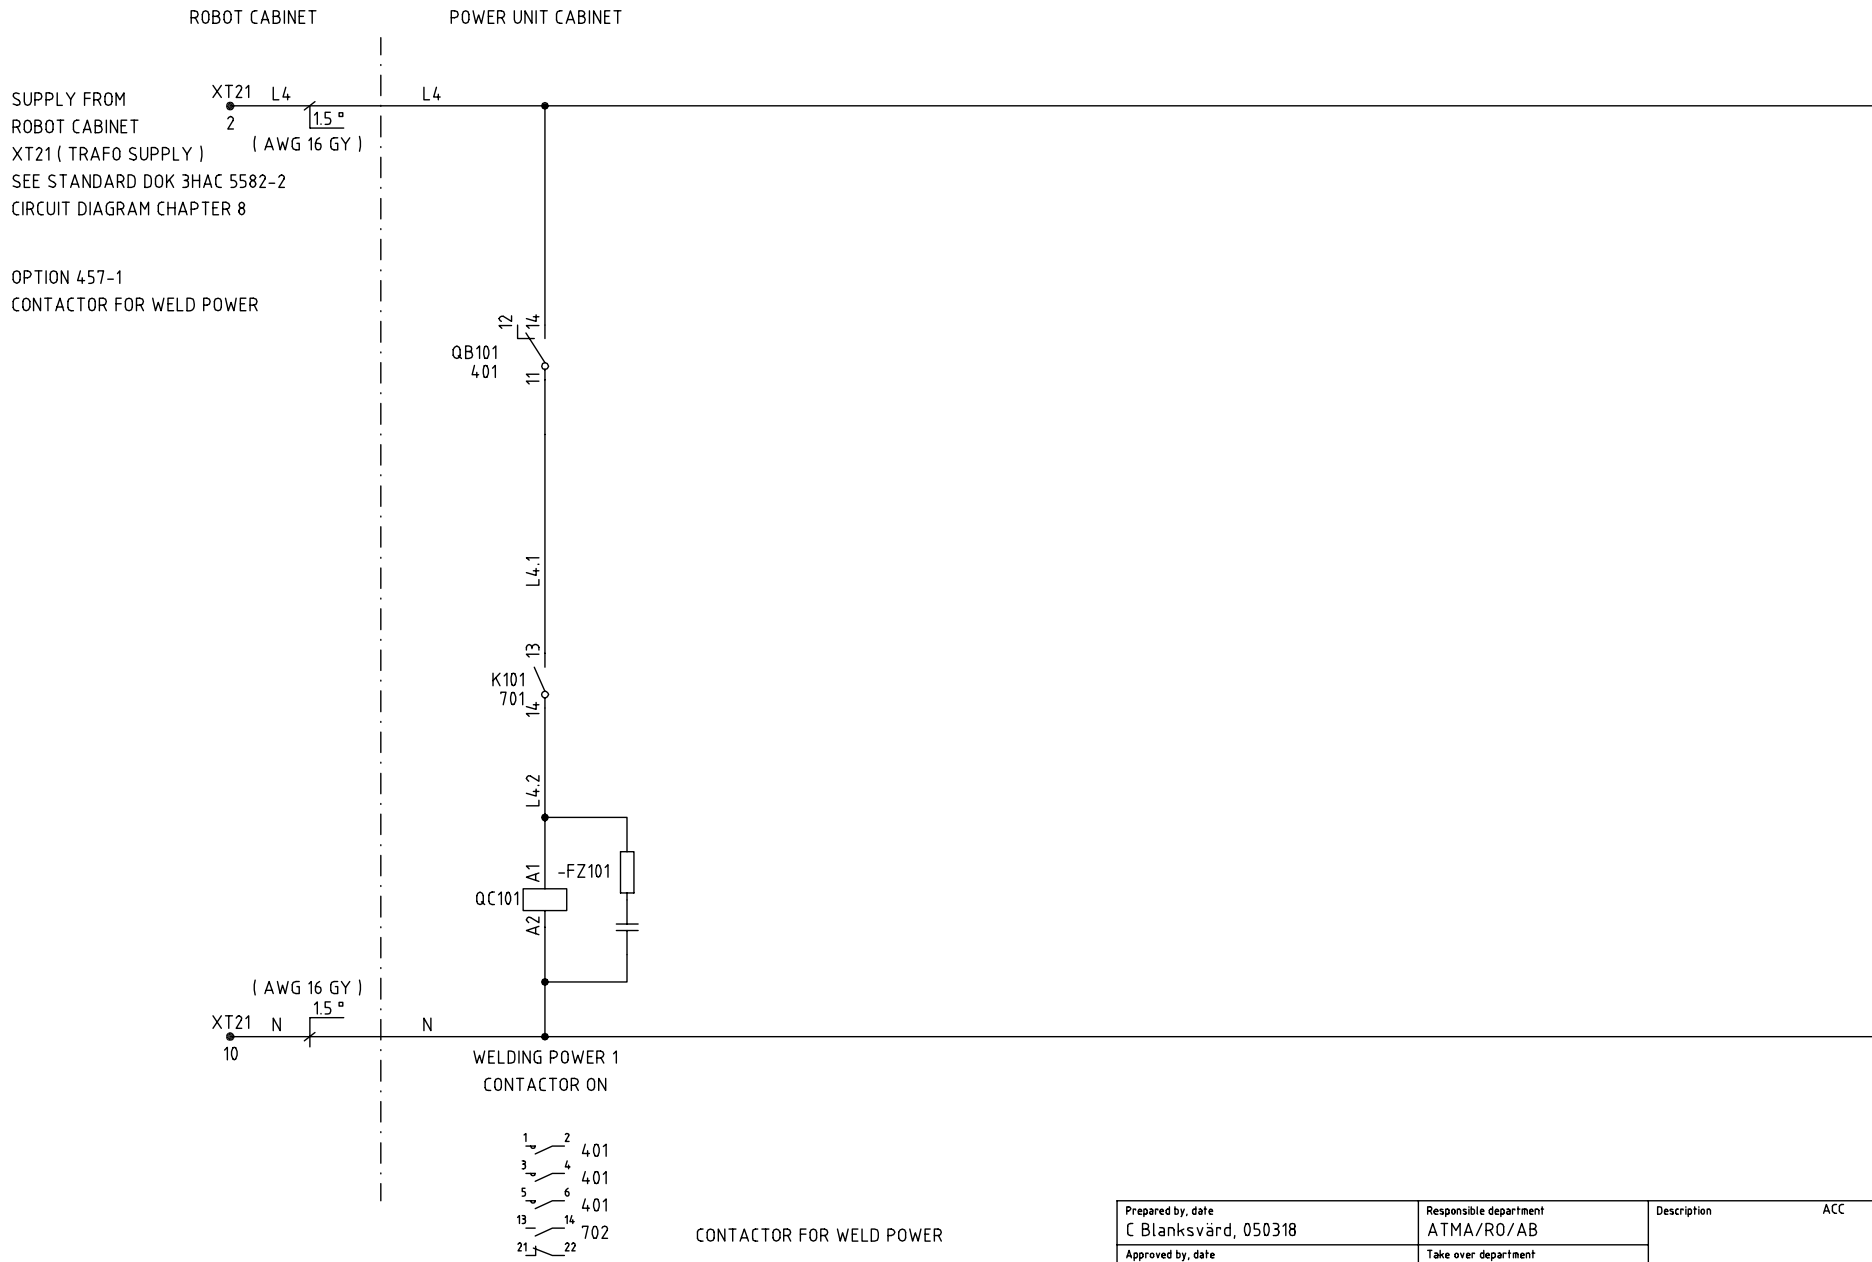 ROBOT CABINET
POWER UNIT CABINET
SUPPLY FROM
ROBOT CABINET
XT21 ( TRAFO SUPPLY )
SEE STANDARD DOK 3HAC 5582-2
CIRCUIT DIAGRAM CHAPTER 8
XT21 L4
2
1.5 ▫
( AWG 16 GY )
L4
OPTION 457-1
CONTACTOR FOR WELD POWER
12 14
QB101
401
11
L4.1
13
K101
701
14
L4.2
A1
-FZ101
QC101
A2
( AWG 16 GY )
1.5 ▫
XT21 N
10
N
WELDING POWER 1
CONTACTOR ON
1 2 401
3 4 401
5 6 401
13 14 702
21 22
CONTACTOR FOR WELD POWER
Prepared by, date
C Blanksvärd, 050318
Approved by, date
Responsible department
ATMA/RO/AB
Take over department
Description
ACC